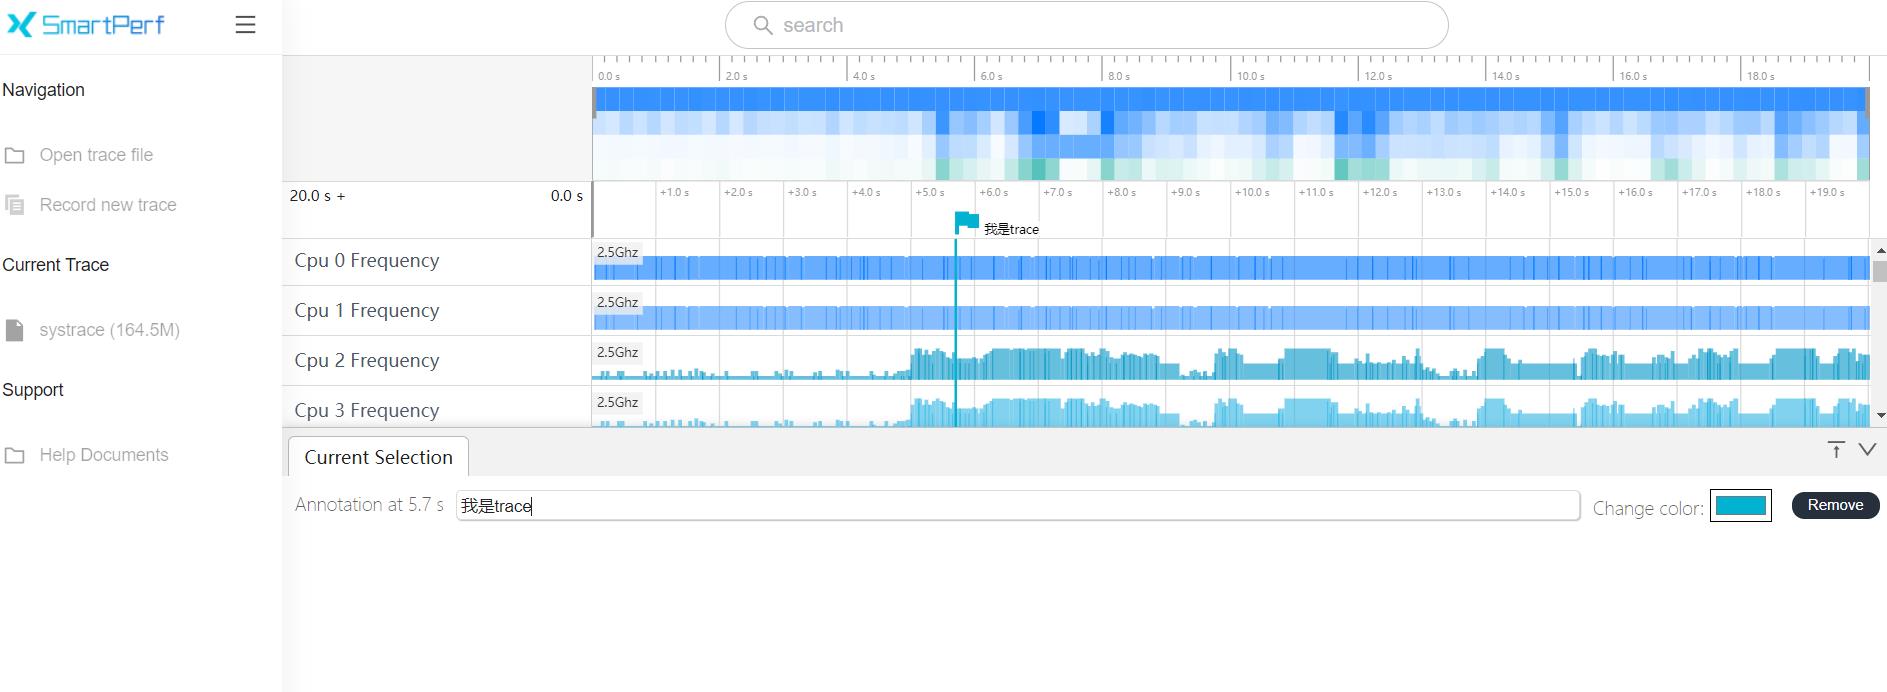 SmartPerf
search
Navigation
Open trace file
Record new trace
Current Trace
systrace (164.5M)
Support
Help Documents
0.0 s 2.0 s 4.0 s 6.0 s 8.0 s 10.0 s 12.0 s 14.0 s 16.0 s 18.0 s
20.0 s + 0.0 s +1.0 s +2.0 s +3.0 s +4.0 s +5.0 s +6.0 s +7.0 s +8.0 s +9.0 s +10.0 s +11.0 s +12.0 s +13.0 s +14.0 s +15.0 s +16.0 s +17.0 s +18.0 s +19.0 s
我是trace
Cpu 0 Frequency 2.5Ghz
Cpu 1 Frequency 2.5Ghz
Cpu 2 Frequency 2.5Ghz
Cpu 3 Frequency 2.5Ghz
Current Selection
Annotation at 5.7 s 我是trace Change color: Remove